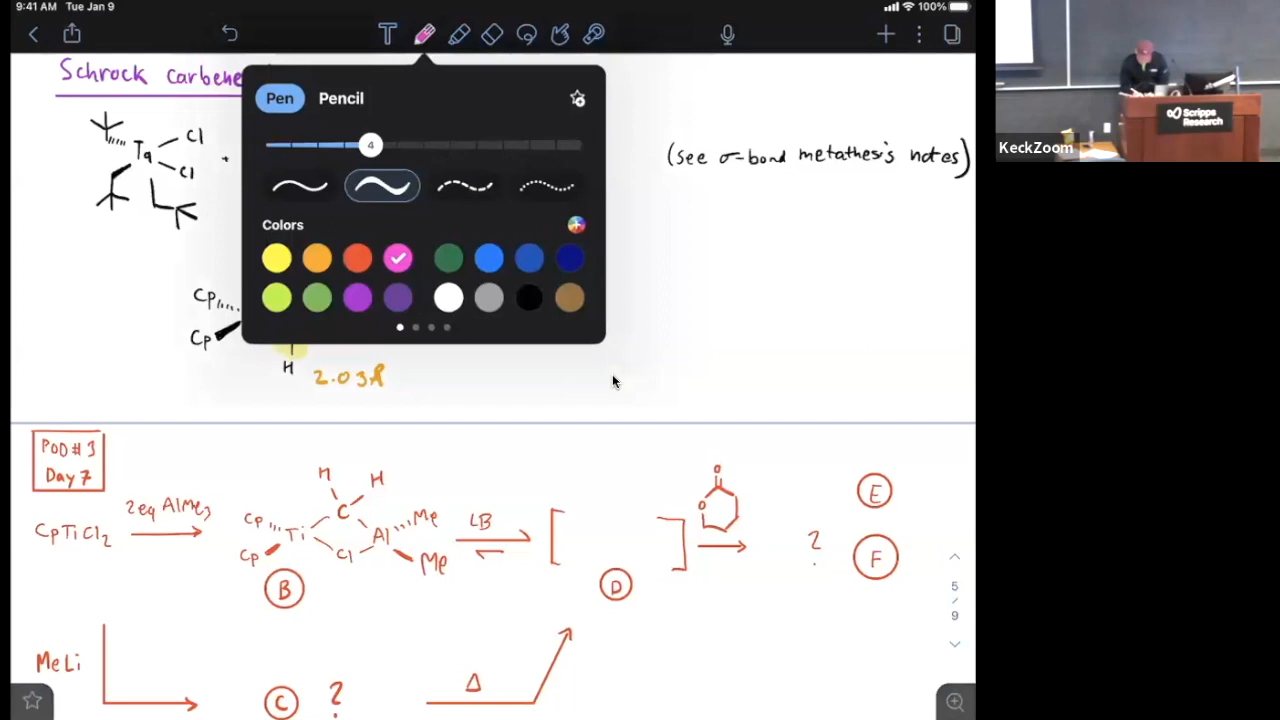 9:41 AM Tue Jan 9
100%
T
Schrock carbene
Pen
Pencil
4
Colors
Ta
Cl
Cl
+
(see σ-bond metathesis notes)
Cp
Cp
H
2.03Å
POD#3
Day 7
CpTiCl2
2eq AlMe3
H
H
C
Cp
Cp
Ti
Al
Cl
Me
Me
B
LB
[ ]
D
O
O
?
E
F
5
/
9
MeLi
C
?
Δ
KeckZoom
Scripps
Research